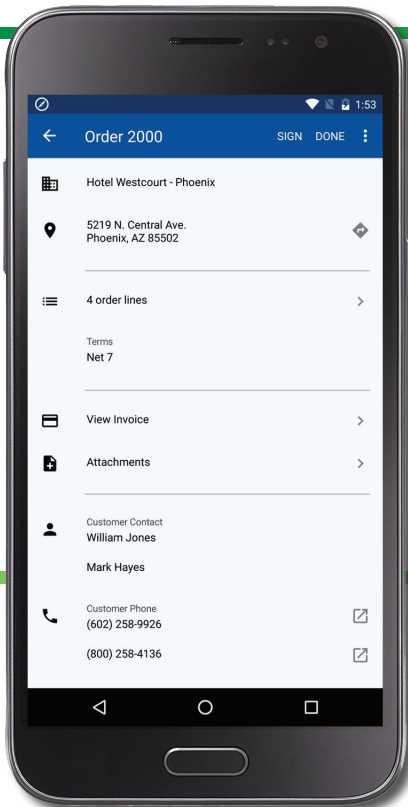 1:53
Order 2000 SIGN DONE
Hotel Westcourt - Phoenix
5219 N. Central Ave.
Phoenix, AZ 85502
4 order lines
Terms
Net 7
View Invoice
Attachments
Customer Contact
William Jones
Mark Hayes
Customer Phone
(602) 258-9926
(800) 258-4136